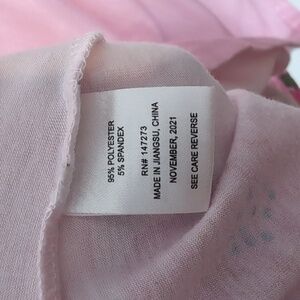 95% POLYESTER
5% SPANDEX
RN# 147273
MADE IN JIANGSU, CHINA
NOVEMBER, 2021
SEE CARE REVERSE